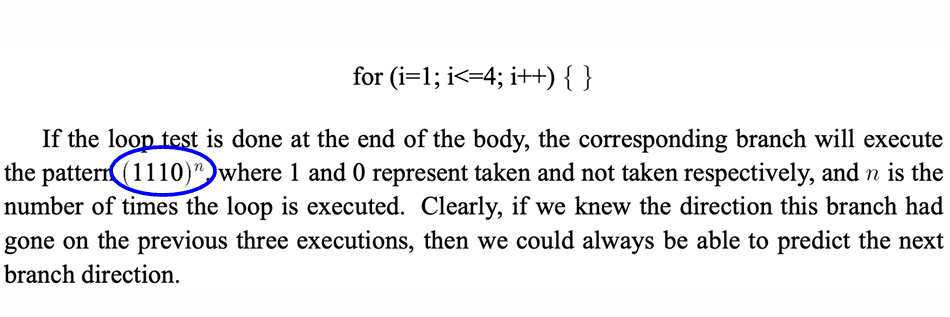 for (i=1; i<=4; i++) { }
If the loop test is done at the end of the body, the corresponding branch will execute
the pattern (1110)ⁿ, where 1 and 0 represent taken and not taken respectively, and n is the
number of times the loop is executed. Clearly, if we knew the direction this branch had
gone on the previous three executions, then we could always be able to predict the next
branch direction.